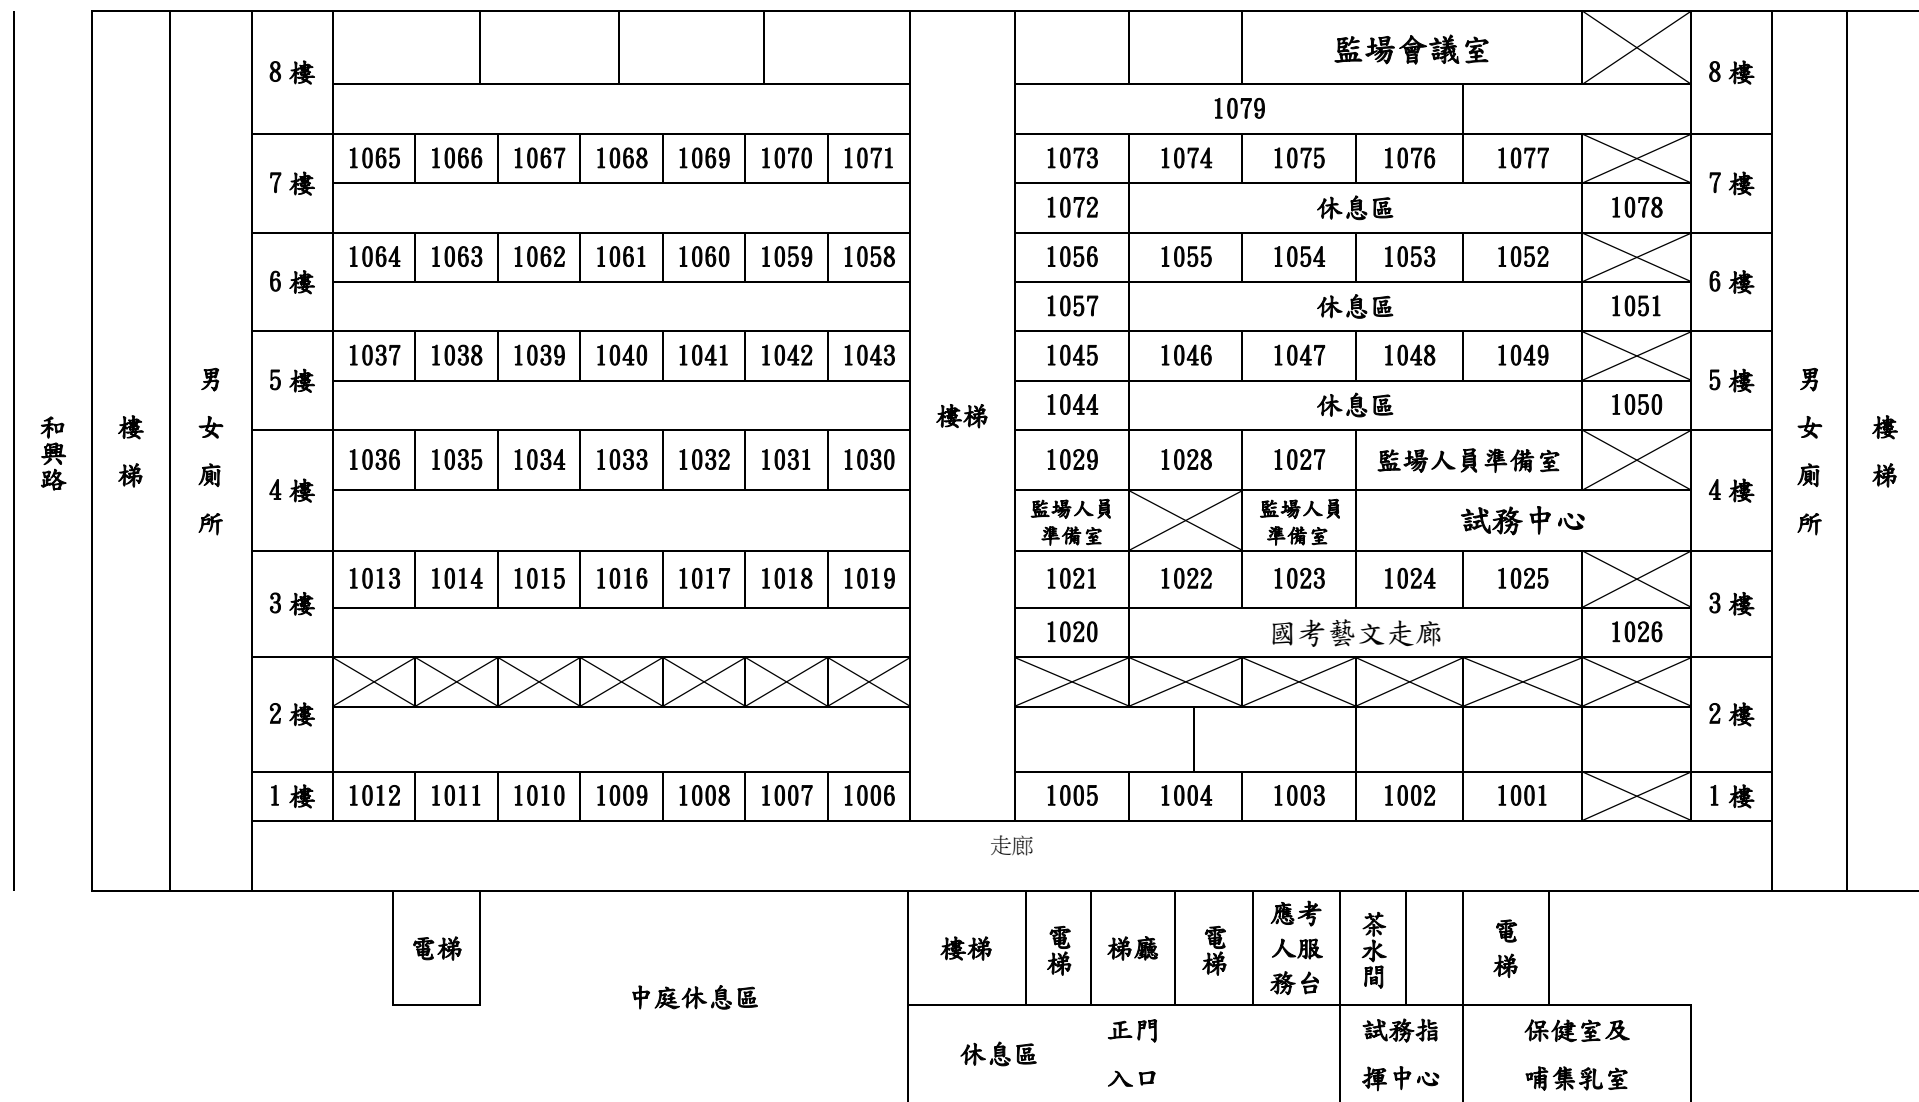 監場會議室
8 樓
8 樓
1079
1065 1066 1067 1068 1069 1070 1071 1073 1074 1075 1076 1077
7 樓
7 樓
1072 休息區 1078
1064 1063 1062 1061 1060 1059 1058 1056 1055 1054 1053 1052
6 樓
6 樓
1057 休息區 1051
1037 1038 1039 1040 1041 1042 1043 1045 1046 1047 1048 1049
5 樓
5 樓
1044 休息區 1050
和興路
樓梯
男女廁所
樓梯
男女廁所
樓梯
1036 1035 1034 1033 1032 1031 1030 1029 1028 1027 監場人員準備室
4 樓
4 樓
監場人員
準備室
監場人員
準備室
試務中心
1013 1014 1015 1016 1017 1018 1019 1021 1022 1023 1024 1025
3 樓
3 樓
1020 國考藝文走廊 1026
2 樓
2 樓
1 樓 1012 1011 1010 1009 1008 1007 1006 1005 1004 1003 1002 1001 1 樓
走廊
電梯
中庭休息區
樓梯
電梯
梯廳
電梯
應考
人服
務台
茶水間
電梯
休息區
正門
入口
試務指
揮中心
保健室及
哺集乳室